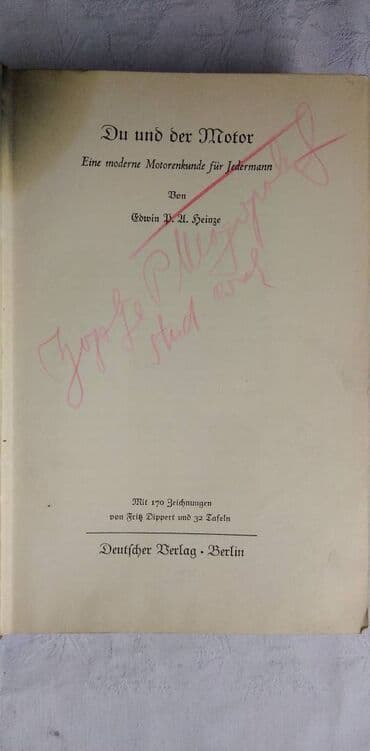 Du und der Motor
Eine moderne Motorenkunde für Jedermann
Von
Edwin P. A. Heinze
Mit 170 Zeichnungen
von Fritz Dippert und 32 Tafeln
Deutscher Verlag • Berlin